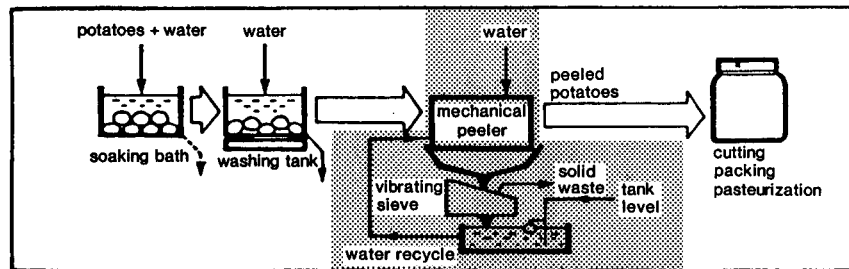 potatoes + water
water
water
soaking bath
washing tank
mechanical
peeler
peeled
potatoes
vibrating
sieve
solid
waste
tank
level
water recycle
cutting
packing
pasteurization